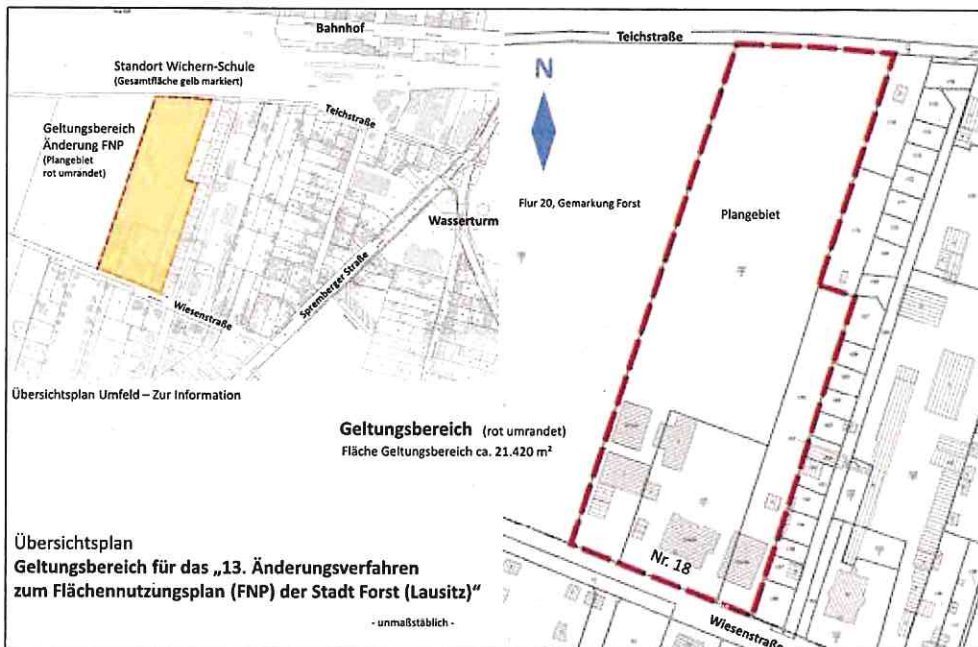 Bahnhof
Standort Wichern-Schule
(Gesamtfläche gelb markiert)
Teichstraße
Geltungsbereich
Änderung FNP
(Plangebiet
rot umrandet)
Wasserturm
Spremberger Straße
Wiesenstraße
Übersichtsplan Umfeld – Zur Information
Geltungsbereich (rot umrandet)
Fläche Geltungsbereich ca. 21.420 m²
Übersichtsplan
Geltungsbereich für das „13. Änderungsverfahren
zum Flächennutzungsplan (FNP) der Stadt Forst (Lausitz)“
- unmaßstäblich -
Teichstraße
N
Flur 20, Gemarkung Forst
Plangebiet
Nr. 18
Wiesenstraße